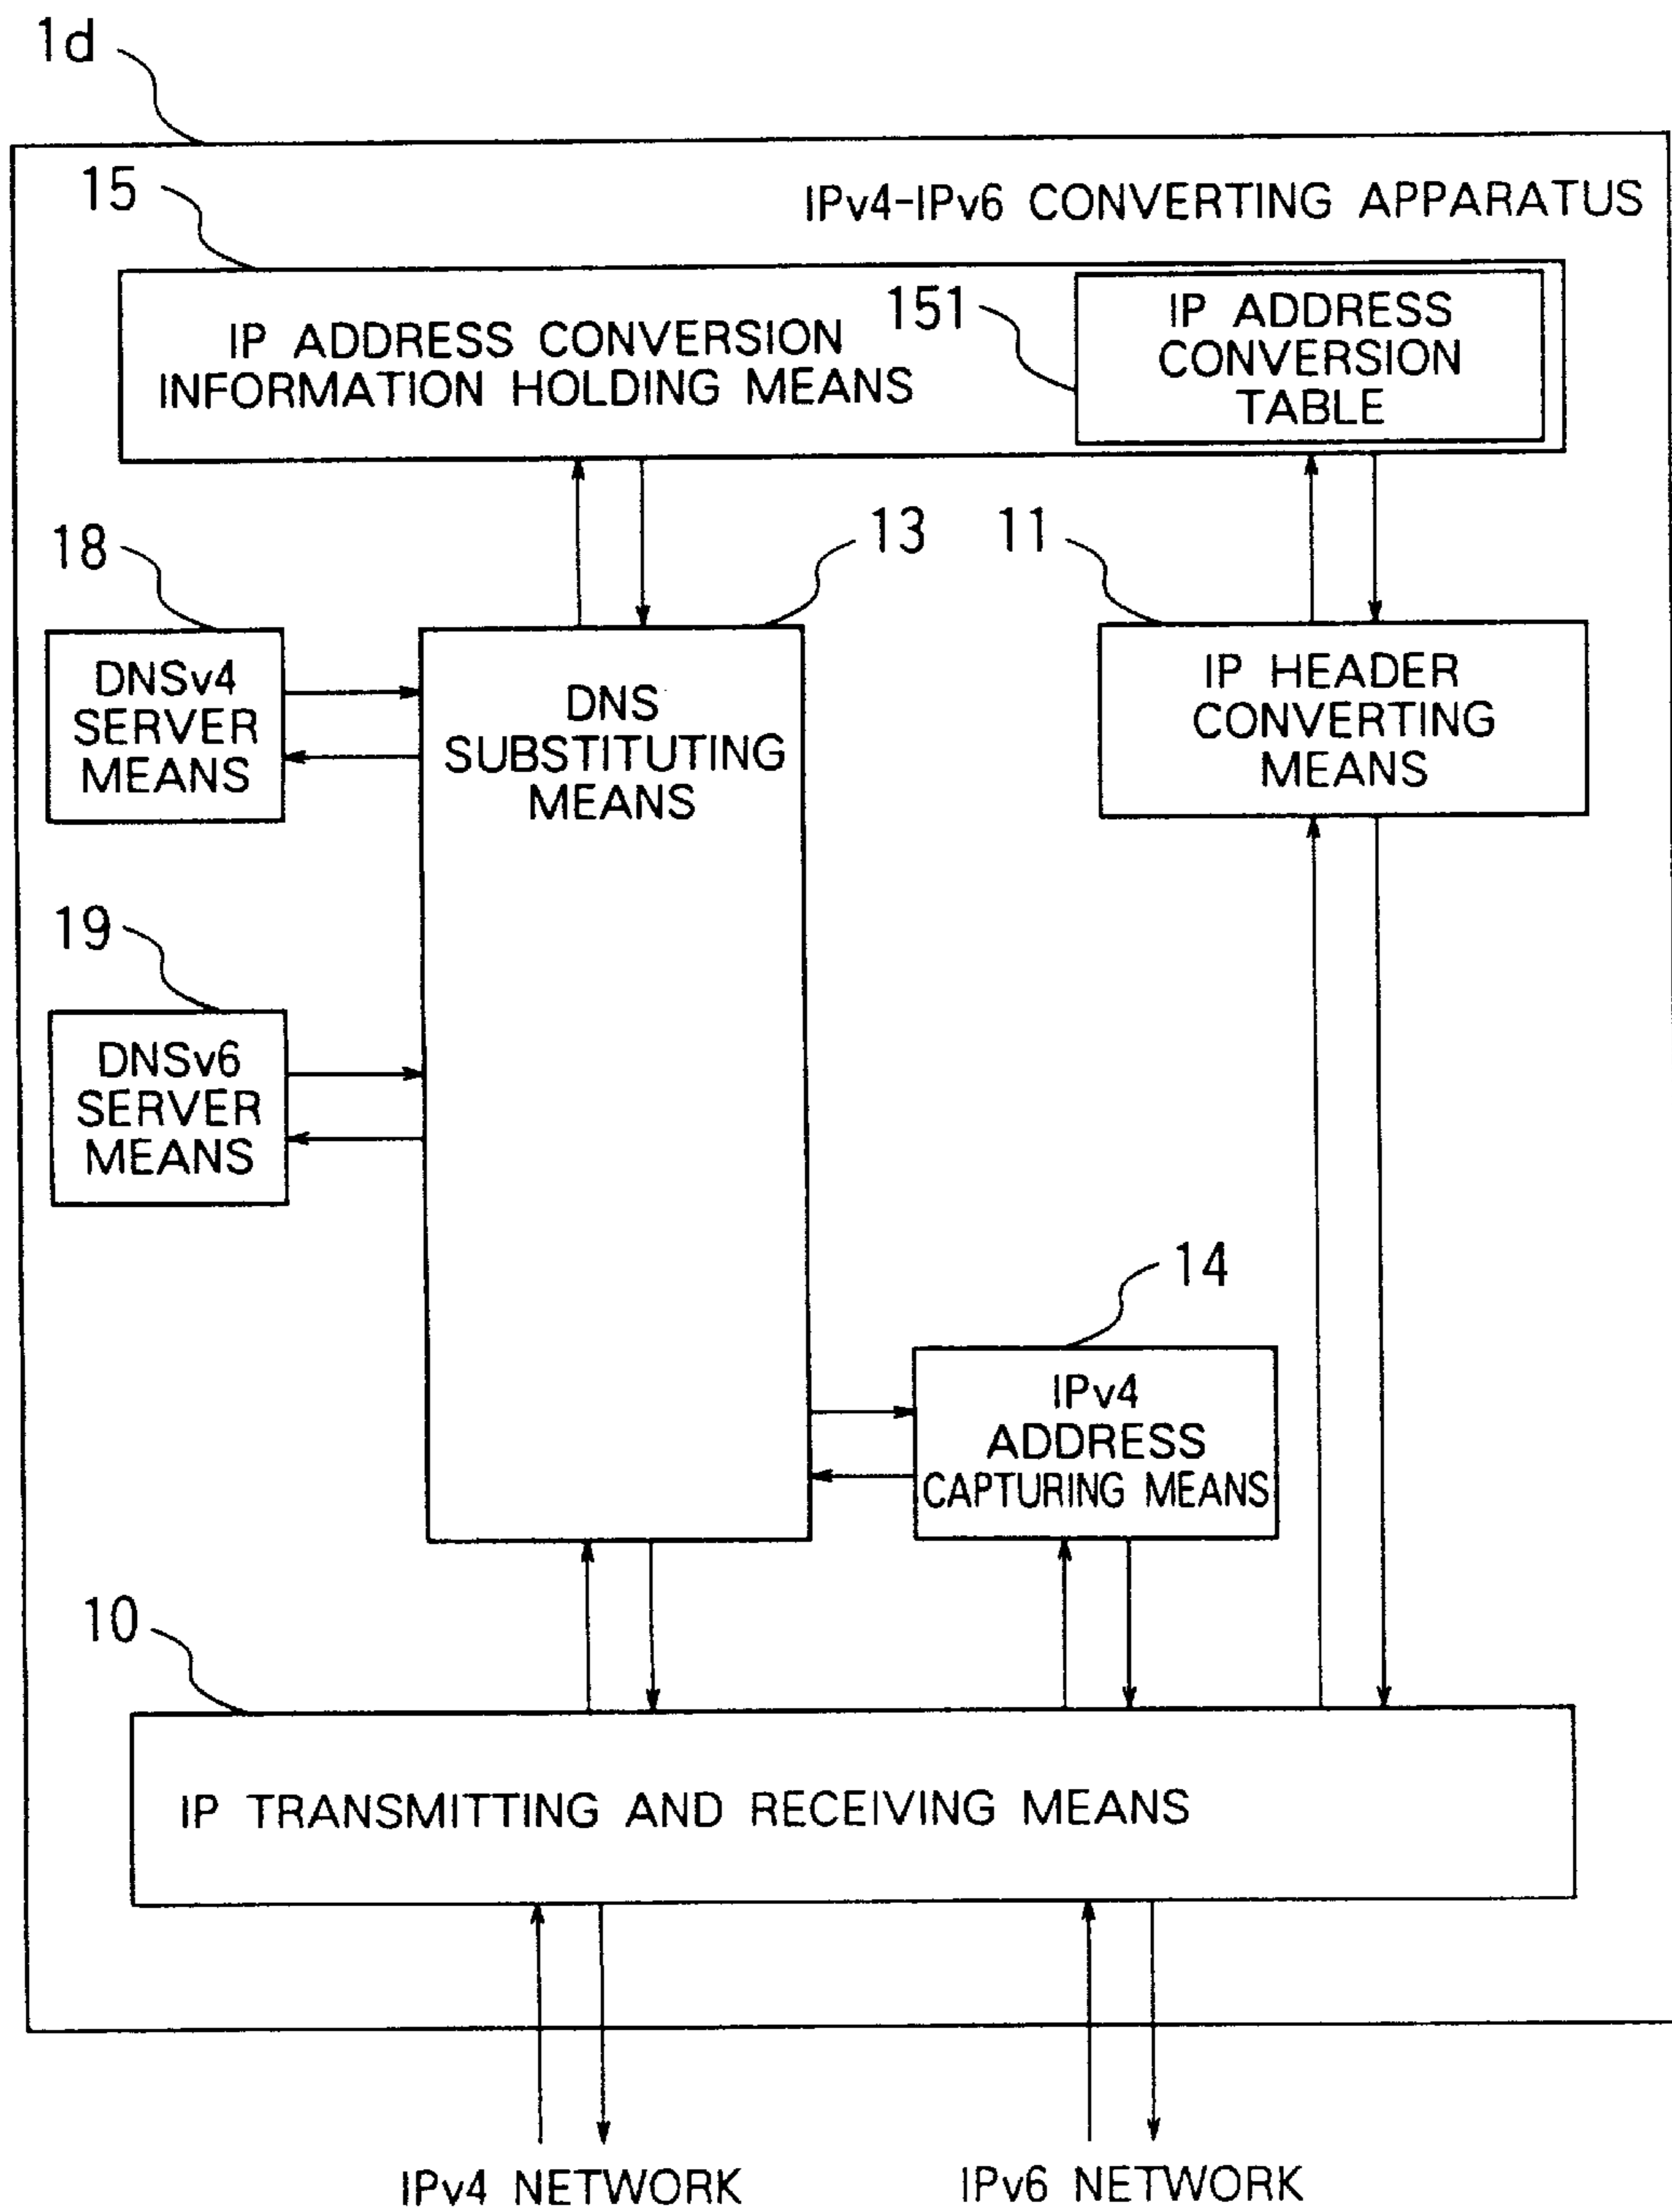 1d
15
IPv4-IPv6 CONVERTING APPARATUS
IP ADDRESS CONVERSION
INFORMATION HOLDING MEANS
151
IP ADDRESS
CONVERSION
TABLE
18
13
11
DNSv4
SERVER
MEANS
DNS
SUBSTITUTING
MEANS
IP HEADER
CONVERTING
MEANS
19
DNSv6
SERVER
MEANS
14
IPv4
ADDRESS
CAPTURING MEANS
10
IP TRANSMITTING AND RECEIVING MEANS
IPv4 NETWORK
IPv6 NETWORK